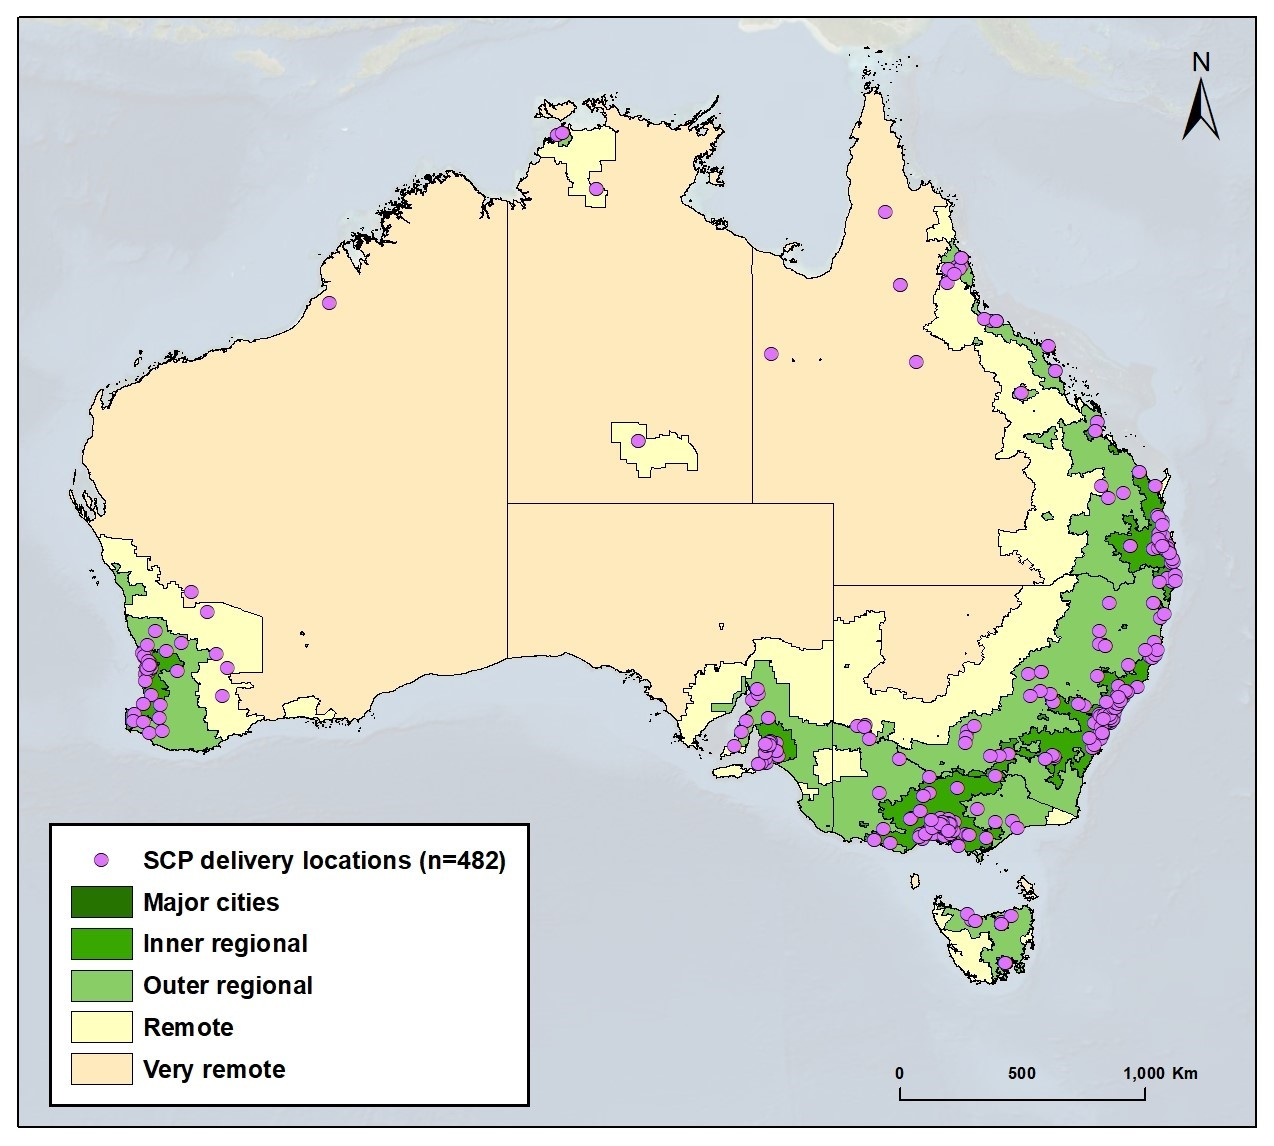 N
SCP delivery locations (n=482)
Major cities
Inner regional
Outer regional
Remote
Very remote
0 500 1,000 Km